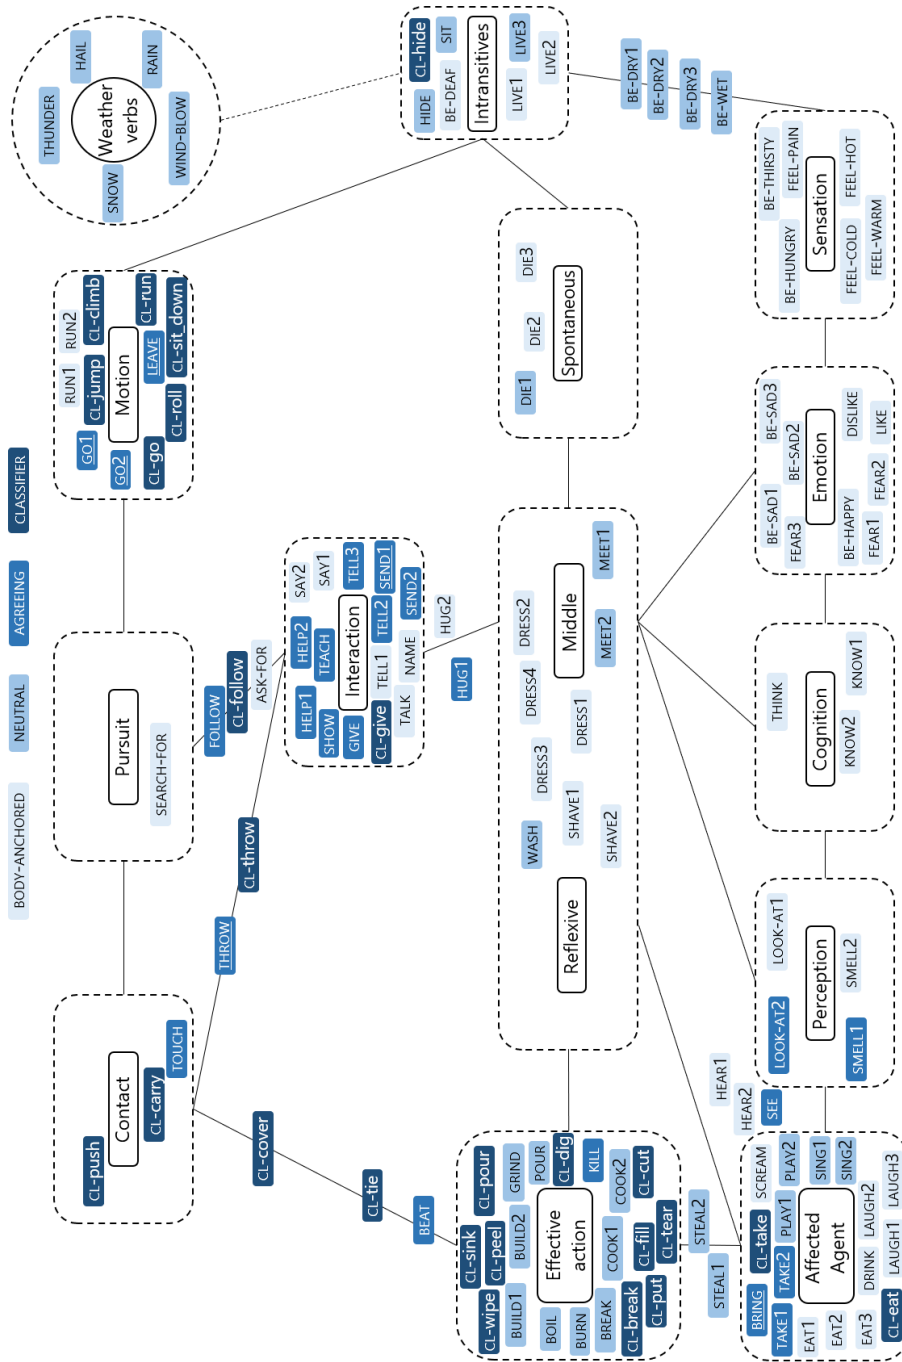 BODY-ANCHORED
NEUTRAL
AGREEING
CLASSIFIER
CL-push
Contact
CL-carry
TOUCH
Pursuit
SEARCH-FOR
RUN1
RUN2
GO1
CL-jump
CL-climb
GO2
Motion
CL-go
LEAVE
CL-run
CL-roll
CL-sit_down
THUNDER
HAIL
SNOW
Weather
verbs
RAIN
WIND-BLOW
FOLLOW
CL-follow
ASK-FOR
THROW
CL-throw
CL-cover
CL-tie
BEAT
HELP1
HELP2
SAY2
SHOW
TEACH
SAY1
GIVE
Interaction
TELL3
CL-give
TELL1
TELL2
SEND1
TALK
NAME
SEND2
HUG1
HUG2
HIDE
CL-hide
BE-DEAF
SIT
Intransitives
LIVE1
LIVE3
LIVE2
CL-wipe
CL-sink
CL-pour
CL-peel
BUILD1
BUILD2
GRIND
POUR
BOIL
Effective
action
CL-dig
BURN
KILL
BREAK
COOK1
COOK2
CL-break
CL-fill
CL-cut
CL-put
CL-tear
Reflexive
WASH
DRESS3
DRESS4
DRESS2
SHAVE1
DRESS1
Middle
SHAVE2
MEET2
MEET1
DIE1
DIE2
DIE3
Spontaneous
BE-DRY1
BE-DRY2
BE-DRY3
BE-WET
STEAL1
STEAL2
HEAR1
HEAR2
SEE
BRING
CL-take
SCREAM
TAKE1
TAKE2
PLAY1
PLAY2
EAT1
Affected
Agent
SING1
EAT2
SING2
EAT3
DRINK
LAUGH2
CL-eat
LAUGH1
LAUGH3
LOOK-AT2
LOOK-AT1
Perception
SMELL1
SMELL2
THINK
Cognition
KNOW2
KNOW1
BE-SAD1
BE-SAD3
FEAR3
BE-SAD2
Emotion
BE-HAPPY
DISLIKE
FEAR1
FEAR2
LIKE
BE-HUNGRY
BE-THIRSTY
FEEL-PAIN
Sensation
FEEL-COLD
FEEL-HOT
FEEL-WARM